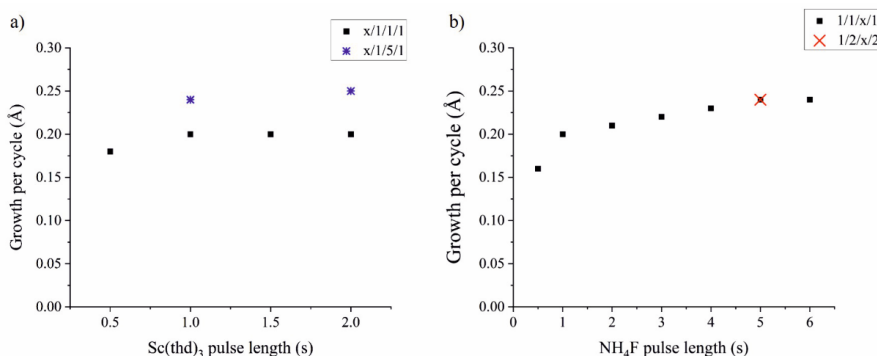 a)
x/1/1/1
x/1/5/1
0.30
0.25
0.20
0.15
0.10
0.05
0.00
Growth per cycle (Å)
0.5 1.0 1.5 2.0
Sc(thd)₃ pulse length (s)
b)
1/1/x/1
1/2/x/2
0.30
0.25
0.20
0.15
0.10
0.05
0.00
Growth per cycle (Å)
0 1 2 3 4 5 6
NH₄F pulse length (s)